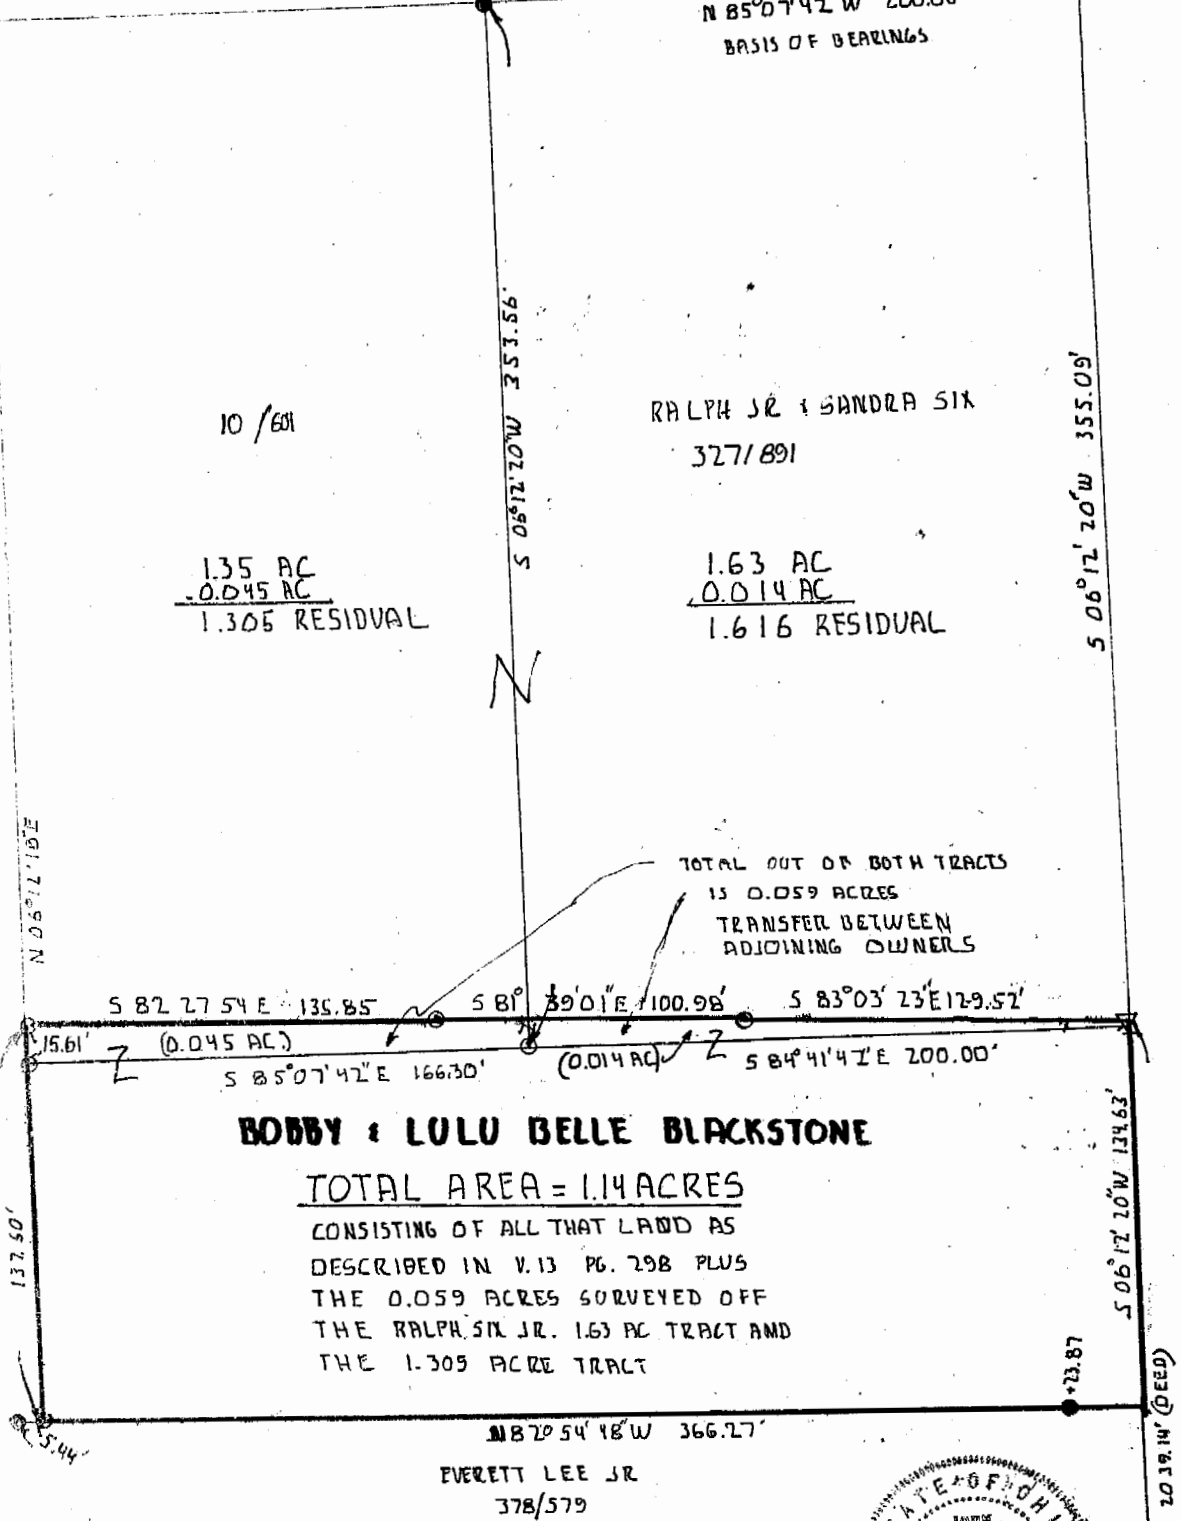 N 85°07'42" W 200.00
BASIS OF BEARINGS
S 06°12'20"W 353.56'
S 06°12'20"W 355.09'
10/601
RALPH JR & SANDRA SIX
327/891
1.35 AC
-0.045 AC
1.305 RESIDUAL
1.63 AC
0.014 AC
1.616 RESIDUAL
N
N 06°12'18"E
TOTAL OUT OF BOTH TRACTS
IS 0.059 ACRES
TRANSFER BETWEEN
ADJOINING OWNERS
S 82 27 54 E 135.85
S 81° 39'01"E 100.98'
S 83°03'23"E 129.52'
15.61'
(0.045 AC.)
S 85°07'42"E 166.30'
(0.014 AC)
S 84°41'42"E 200.00'
BOBBY & LULU BELLE BLACKSTONE
TOTAL AREA = 1.14 ACRES
CONSISTING OF ALL THAT LAND AS
DESCRIBED IN V.13 PG. 298 PLUS
THE 0.059 ACRES SURVEYED OFF
THE RALPH SIX JR. 1.63 AC TRACT AND
THE 1.305 ACRE TRACT
137.60'
S 06°12'20"W 134.63'
+23.87
2039.14' (DEED)
5.44'
N82°54'48"W 366.27'
EVERETT LEE JR
378/579
ATE OF OH